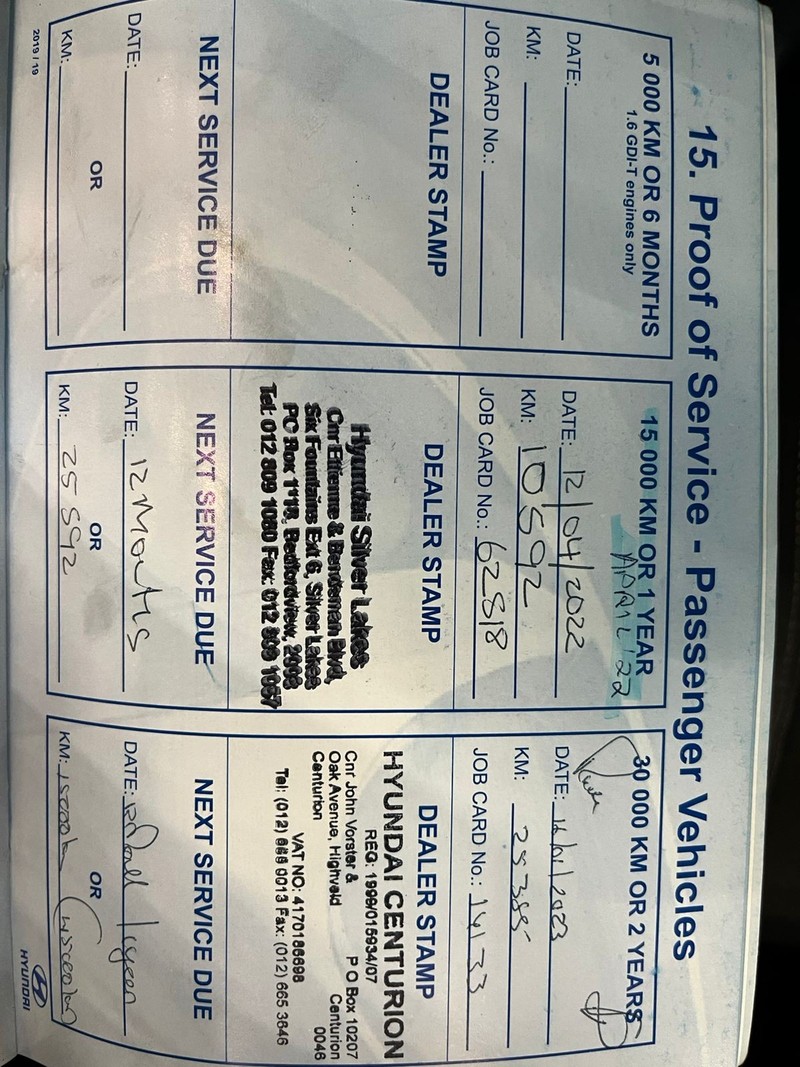 15. Proof of Service - Passenger Vehicles
5 000 KM OR 6 MONTHS
1.6 GDI-T engines only
DATE:
KM:
JOB CARD No.:
DEALER STAMP
NEXT SERVICE DUE
DATE:
OR
KM:
2019 / 19
15 000 KM OR 1 YEAR
APRIL '22
DATE: 12/04/2022
KM: 10592
JOB CARD No.: 62818
DEALER STAMP
Hyundai Silver Lakes
Cnr Etienne & Bendeman Blvd,
Six Fountains Ext 6, Silver Lakes
PO Box 1118, Bedfordview, 2008
Tel: 012 809 1060 Fax: 012 809 1067
NEXT SERVICE DUE
DATE: 12 Months
OR
KM: 25 592
30 000 KM OR 2 YEARS
DATE: /2023
KM: 25385
JOB CARD No.: 14133
DEALER STAMP
HYUNDAI CENTURION
REG: 1999/015934/07
Cnr John Vorster & P O Box 10207
Oak Avenue, Highveld Centurion
Centurion 0046
VAT NO: 4170186698
Tel: (012) 0013 Fax: (012) 665 3646
NEXT SERVICE DUE
DATE:
OR
KM: 15000km
HYUNDAI